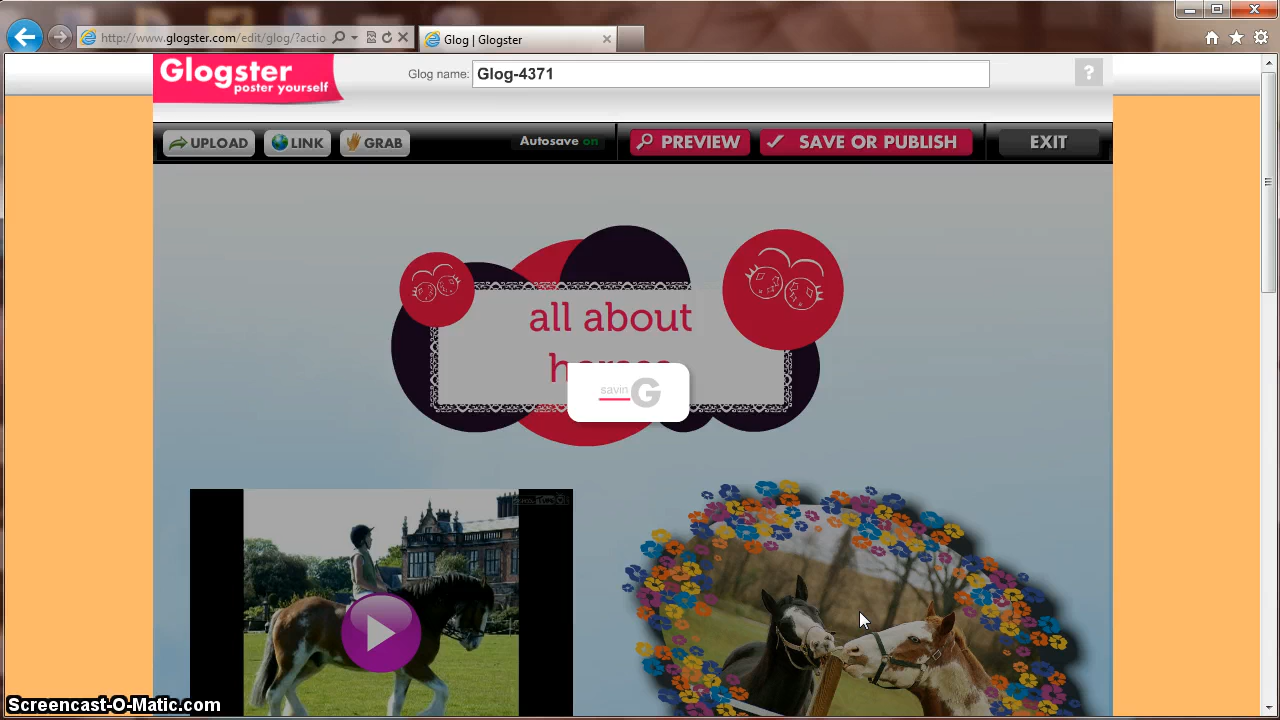 http://www.glogster.com/edit/glog/?actio
Glog | Glogster
Glogster
poster yourself
Glog name: Glog-4371
?
UPLOAD LINK GRAB Autosave on PREVIEW SAVE OR PUBLISH EXIT
all about
savin G
Screencast-O-Matic.com